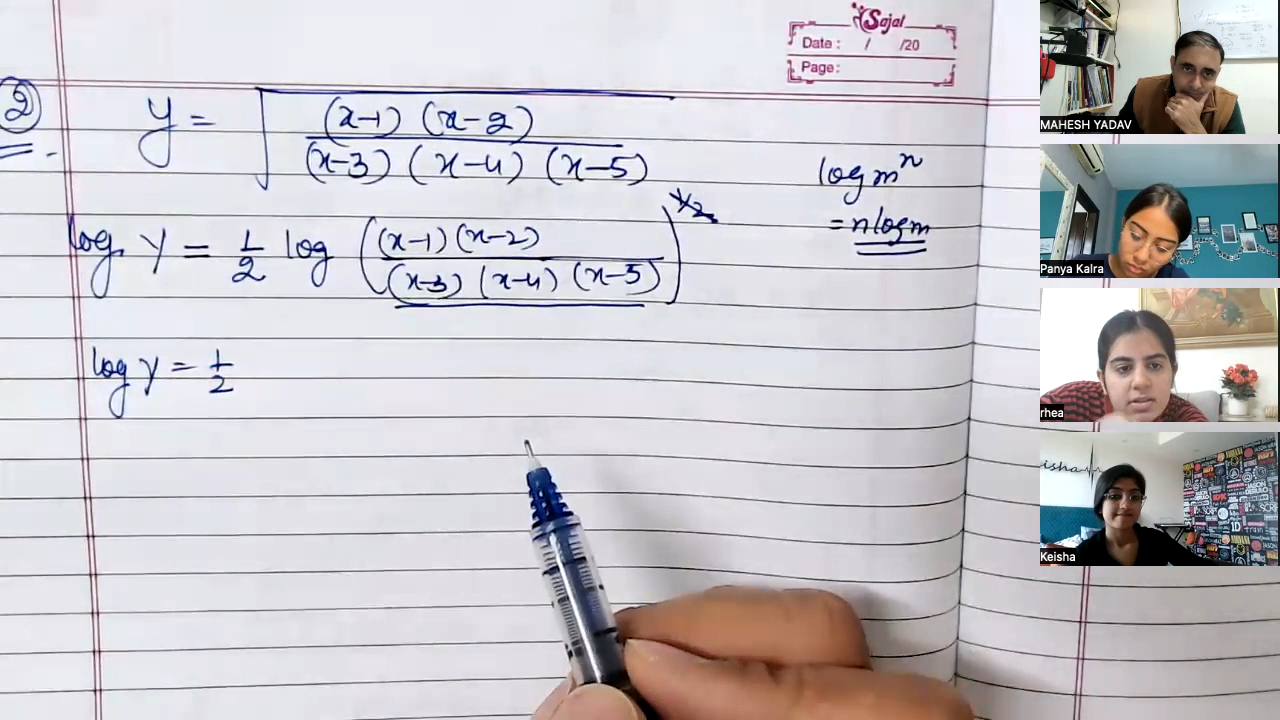 Sajal
Date : / /20
Page:
2
y = √ (x-1) (x-2)
(x-3) (x-4) (x-5)
log m^n
= n log m
log y = 1/2 log ( (x-1) (x-2)
(x-3) (x-4) (x-5) ) 1/2
log y = 1/2
MAHESH YADAV
Panya Kalra
rhea
isha
Keisha